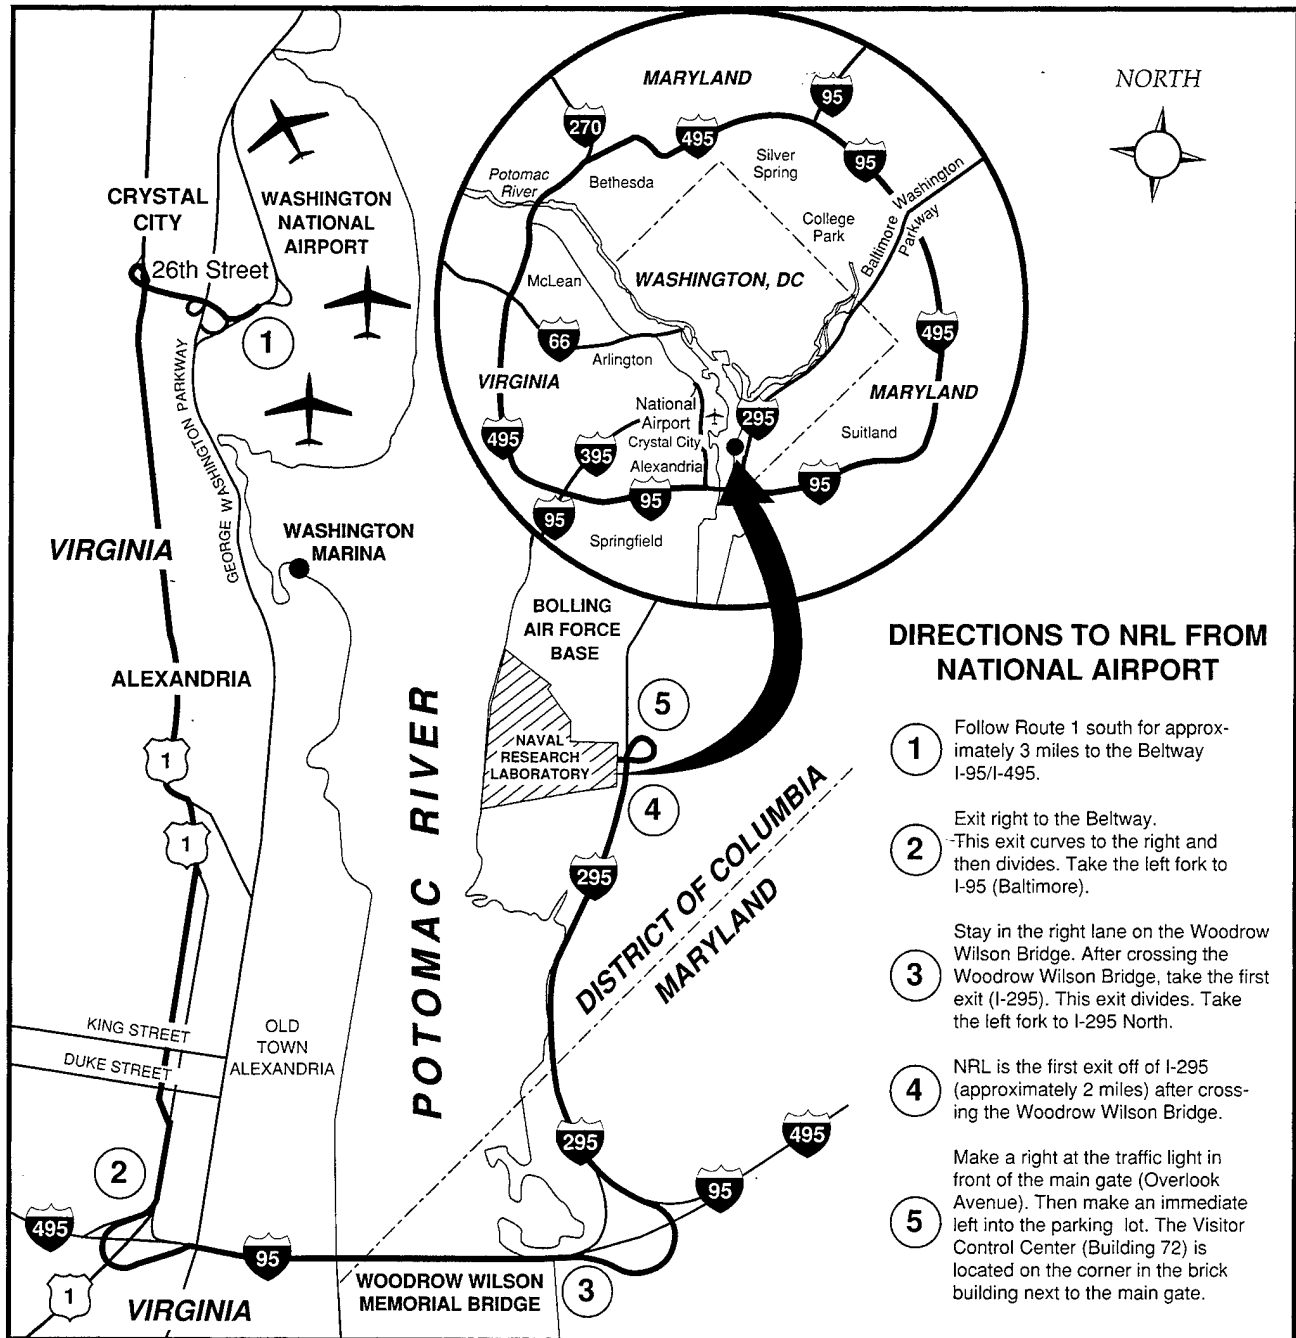 NORTH
MARYLAND
95
270
495
95
Silver
Spring
Potomac
River
Bethesda
Baltimore Washington
Parkway
College
Park
WASHINGTON, DC
McLean
66
Arlington
495
VIRGINIA
MARYLAND
National
Airport
Crystal City
295
Suitland
495
395
Alexandria
95
95
95
Springfield
CRYSTAL
CITY
WASHINGTON
NATIONAL
AIRPORT
26th Street
1
GEORGE WASHINGTON PARKWAY
WASHINGTON
MARINA
VIRGINIA
BOLLING
AIR FORCE
BASE
ALEXANDRIA
5
1
NAVAL
RESEARCH
LABORATORY
4
1
POTOMAC RIVER
295
DISTRICT OF COLUMBIA
MARYLAND
KING STREET
DUKE STREET
OLD
TOWN
ALEXANDRIA
295
495
2
95
495
95
1
WOODROW WILSON
MEMORIAL BRIDGE
3
VIRGINIA
DIRECTIONS TO NRL FROM
NATIONAL AIRPORT
1
Follow Route 1 south for approx-
imately 3 miles to the Beltway
I-95/I-495.
2
Exit right to the Beltway.
This exit curves to the right and
then divides. Take the left fork to
I-95 (Baltimore).
3
Stay in the right lane on the Woodrow
Wilson Bridge. After crossing the
Woodrow Wilson Bridge, take the first
exit (I-295). This exit divides. Take
the left fork to I-295 North.
4
NRL is the first exit off of I-295
(approximately 2 miles) after cross-
ing the Woodrow Wilson Bridge.
5
Make a right at the traffic light in
front of the main gate (Overlook
Avenue). Then make an immediate
left into the parking lot. The Visitor
Control Center (Building 72) is
located on the corner in the brick
building next to the main gate.